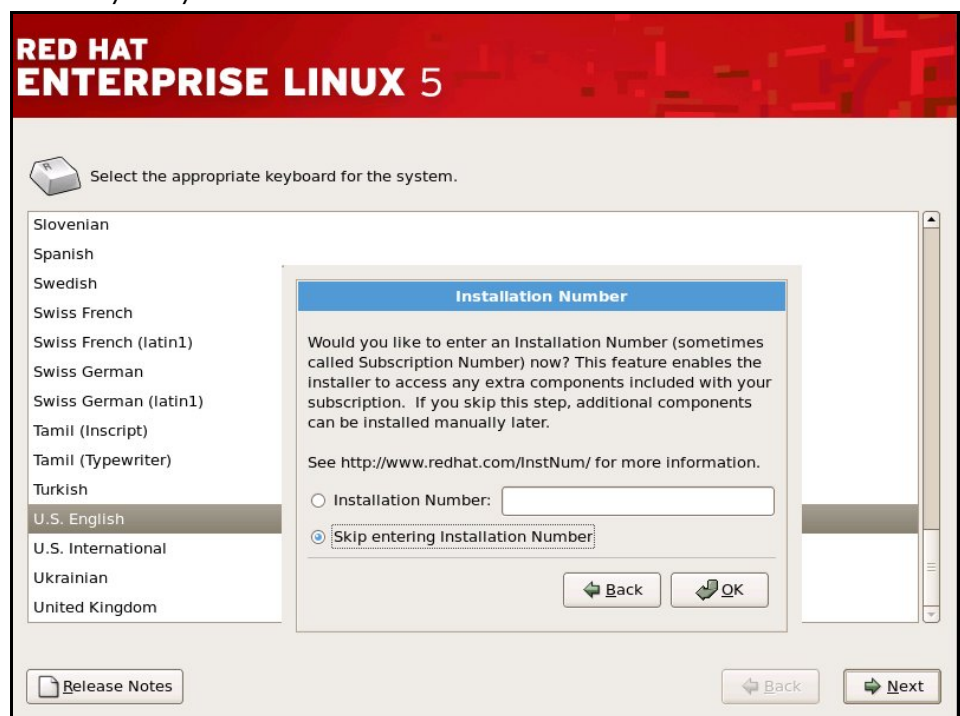 RED HAT
ENTERPRISE LINUX 5
R
Select the appropriate keyboard for the system.
Slovenian
Spanish
Swedish
Swiss French
Swiss French (latin1)
Swiss German
Swiss German (latin1)
Tamil (Inscript)
Tamil (Typewriter)
Turkish
U.S. English
U.S. International
Ukrainian
United Kingdom
Installation Number
Would you like to enter an Installation Number (sometimes
called Subscription Number) now? This feature enables the
installer to access any extra components included with your
subscription. If you skip this step, additional components
can be installed manually later.
See http://www.redhat.com/InstNum/ for more information.
Installation Number:
Skip entering Installation Number
Back
OK
Release Notes
Back
Next